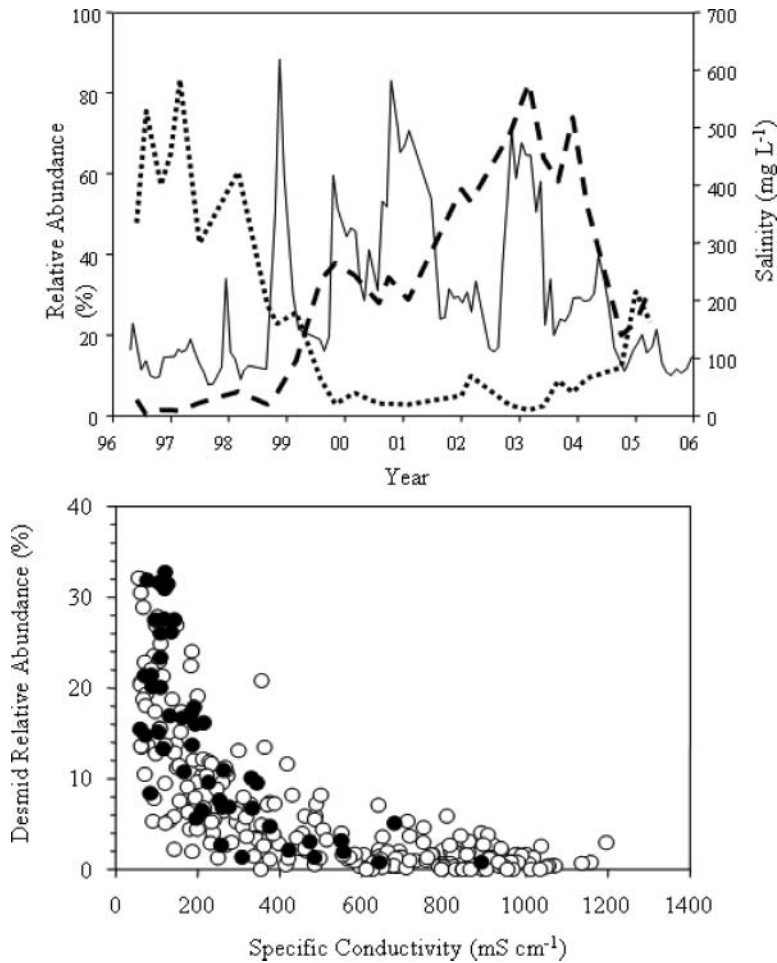 100
80
60
40
20
0
Relative Abundance
(%)
700
600
500
400
300
200
100
0
Salinity (mg L-1)
96 97 98 99 00 01 02 03 04 05 06
Year
40
30
20
10
0
Desmid Relative Abundance (%)
0 200 400 600 800 1000 1200 1400
Specific Conductivity (mS cm-1)